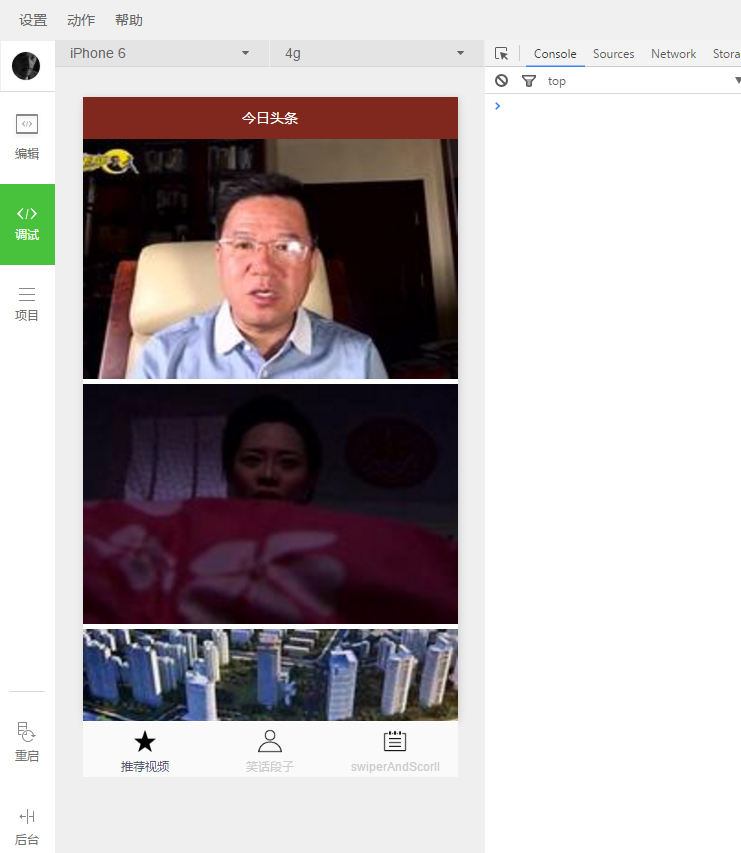 设置 动作 帮助
iPhone 6 4g
Console Sources Network Stora
top
今日头条
编辑
调试
项目
重启
后台
推荐视频 笑话段子 swiperAndScorll